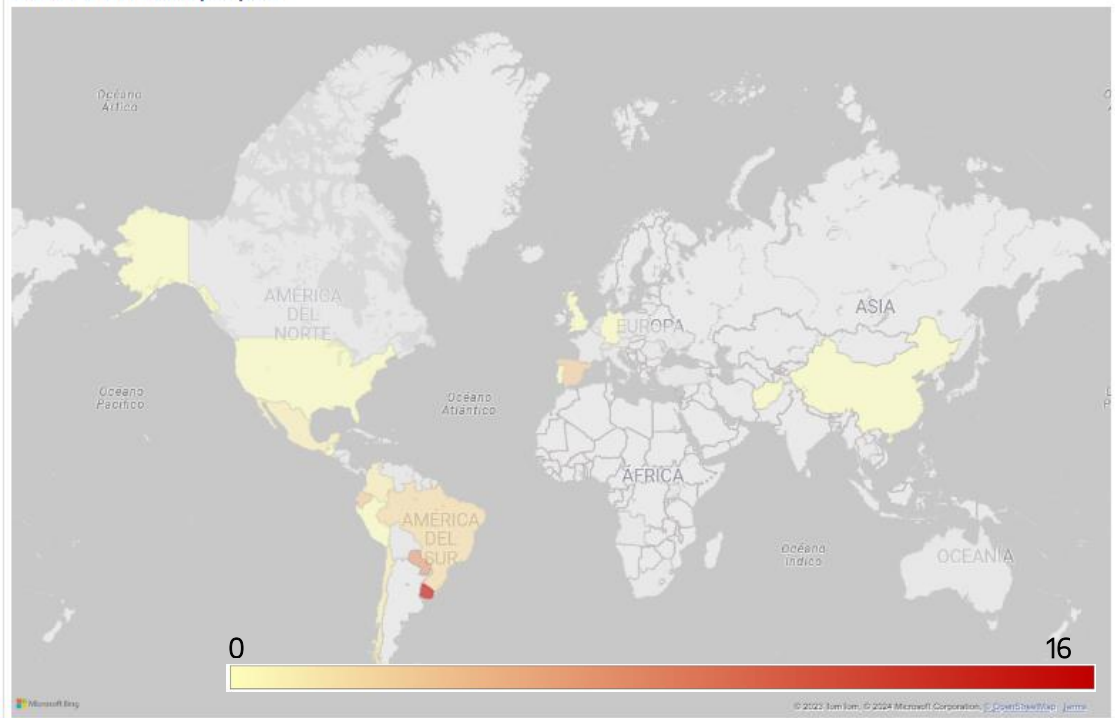 Océano
Ártico
AMÉRICA
DEL
NORTE
EUROPA
ASIA
Océano
Pacífico
Océano
Atlántico
ÁFRICA
AMÉRICA
DEL
SUR
Océano
Índico
OCEANÍA
0
16
Microsoft Bing
© 2023 TomTom, © 2024 Microsoft Corporation, © OpenStreetMap Terms